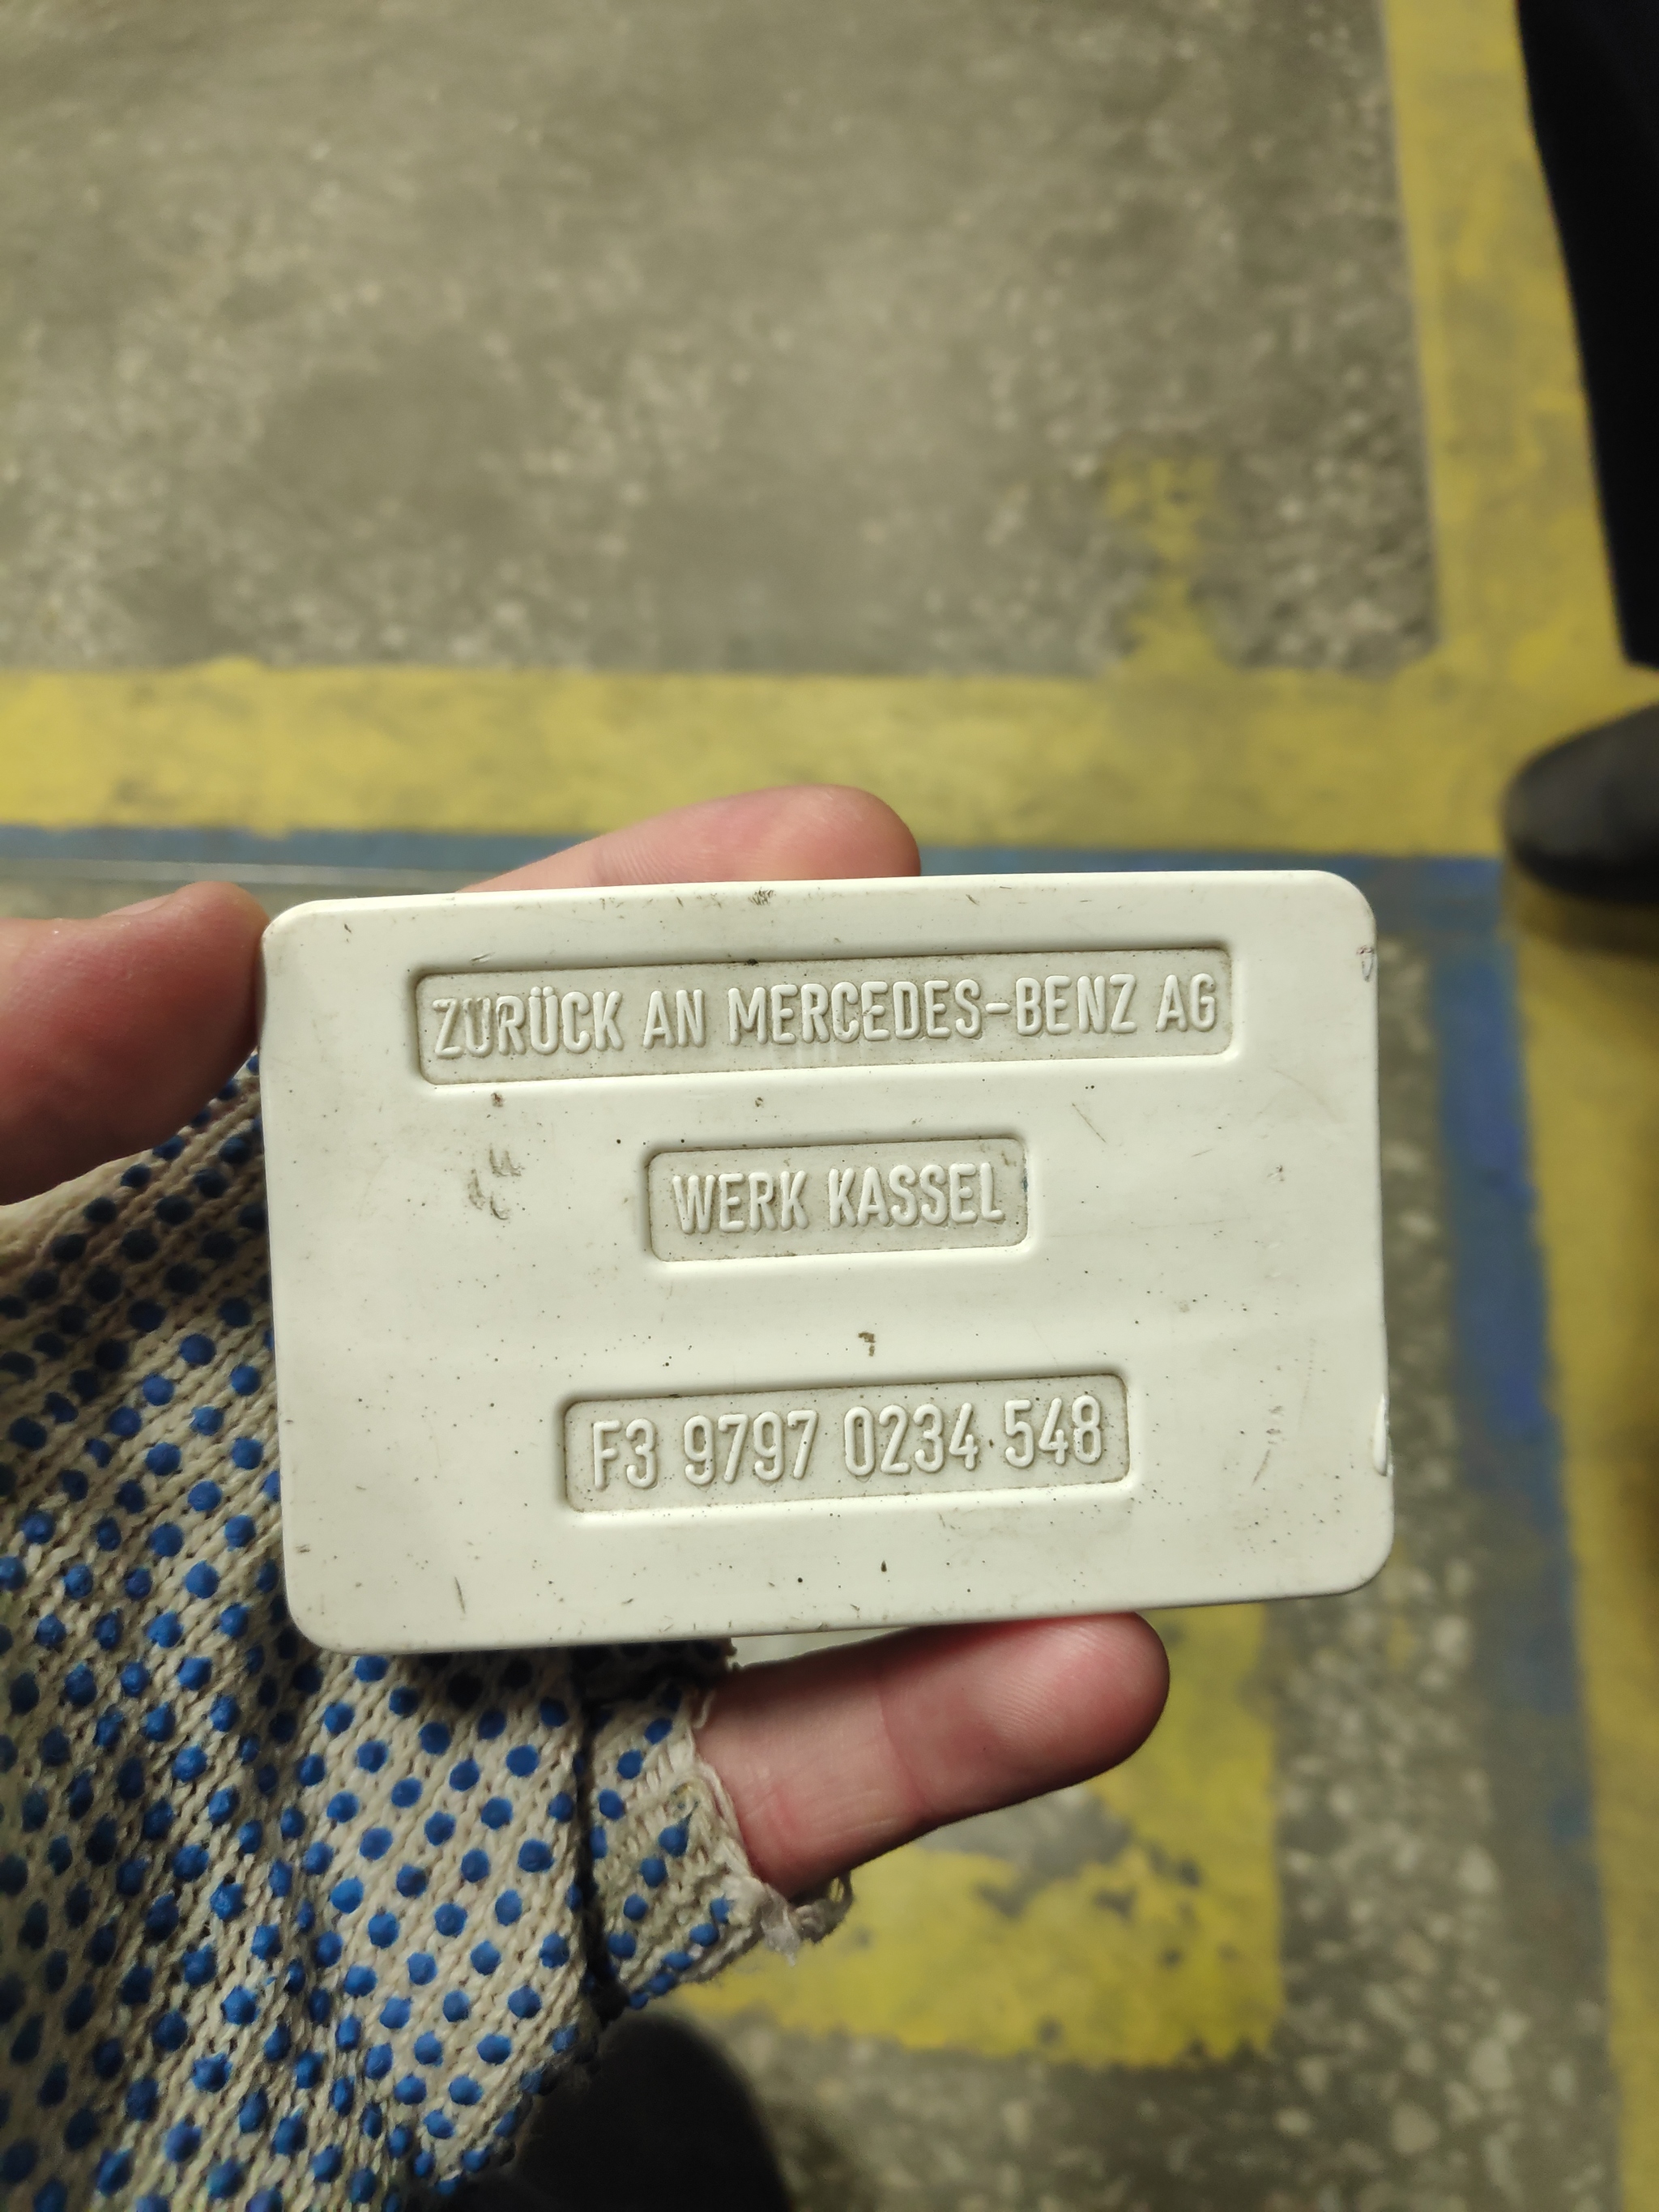 ZURÜCK AN MERCEDES-BENZ AG
WERK KASSEL
F3 9797 0234 548